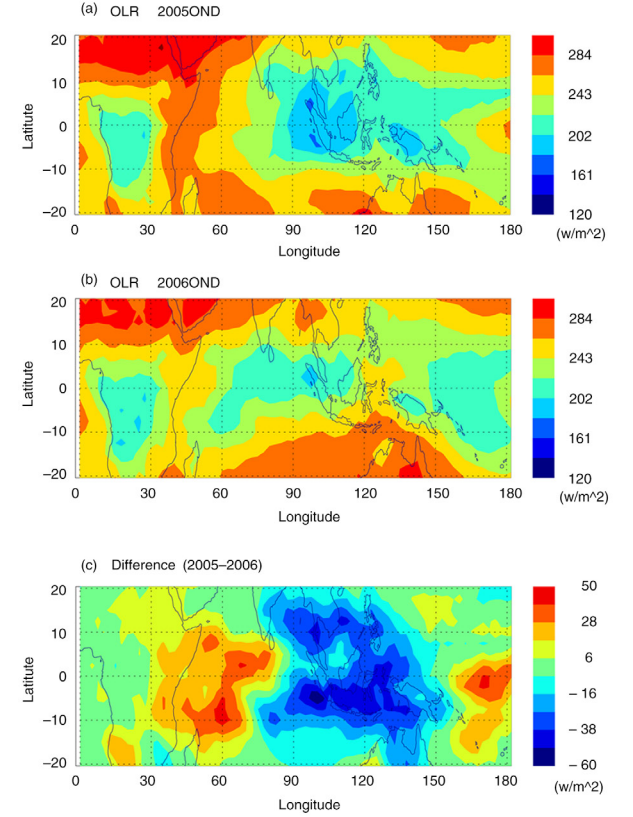 (a) OLR 2005OND
20
10
0
−10
−20
Latitute
0 30 60 90 120 150 180
Longitude
284
243
202
161
120
(w/m^2)
(b) OLR 2006OND
20
10
0
−10
−20
Latitute
0 30 60 90 120 150 180
Longitude
284
243
202
161
120
(w/m^2)
(c) Difference (2005–2006)
20
10
0
−10
−20
Latitute
0 30 60 90 120 150 180
Longitude
50
28
6
−16
−38
−60
(w/m^2)